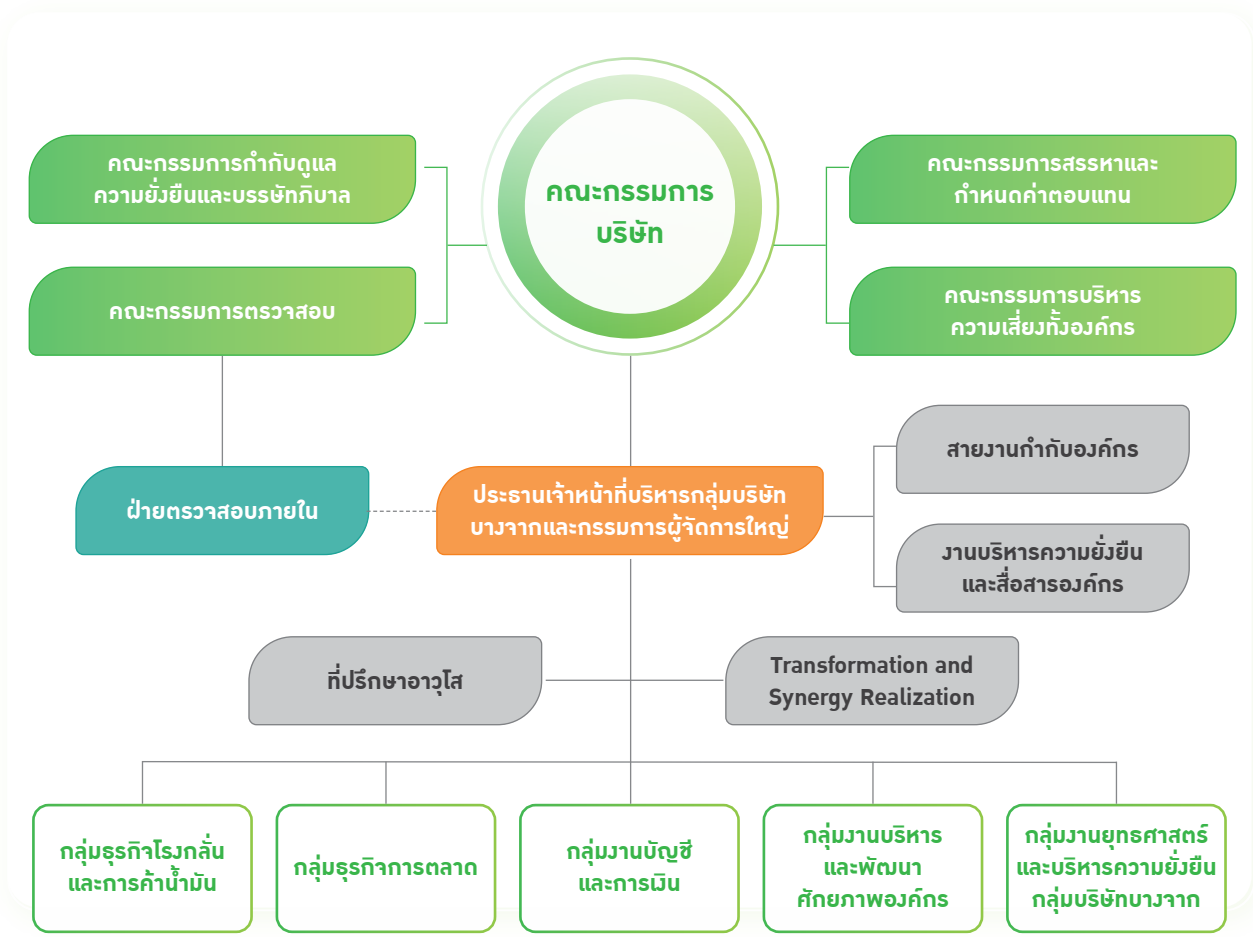 คณะกรรมการ
บริษัท
คณะกรรมการกำกับดูแล
ความยั่งยืนและบรรษัทภิบาล
คณะกรรมการสรรหาและ
กำหนดค่าตอบแทน
คณะกรรมการตรวจสอบ
คณะกรรมการบริหาร
ความเสี่ยงทั้งองค์กร
สายงานกำกับองค์กร
ฝ่ายตรวจสอบภายใน
ประธานเจ้าหน้าที่บริหารกลุ่มบริษัท
บางจากและกรรมการผู้จัดการใหญ่
งานบริหารความยั่งยืน
และสื่อสารองค์กร
ที่ปรึกษาอาวุโส
Transformation and
Synergy Realization
กลุ่มธุรกิจโรงกลั่น
และการค้าน้ำมัน
กลุ่มธุรกิจการตลาด
กลุ่มงานบัญชี
และการเงิน
กลุ่มงานบริหาร
และพัฒนา
ศักยภาพองค์กร
กลุ่มงานยุทธศาสตร์
และบริหารความยั่งยืน
กลุ่มบริษัทบางจาก